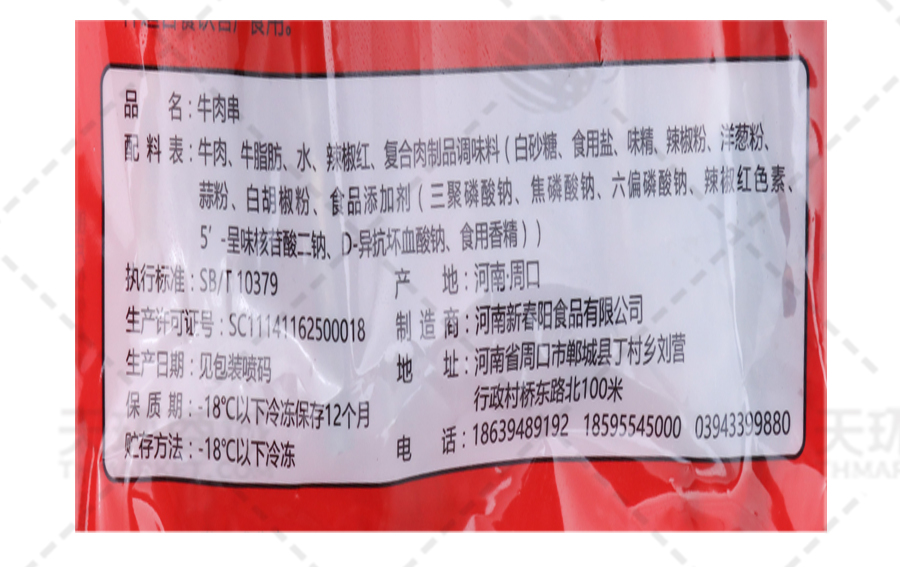 品 名：牛肉串
配料表：牛肉、牛脂肪、水、辣椒红、复合肉制品调味料（白砂糖、食用盐、味精、辣椒粉、洋葱粉、
蒜粉、白胡椒粉、食品添加剂（三聚磷酸钠、焦磷酸钠、六偏磷酸钠、辣椒红色素、
5′-呈味核苷酸二钠、D-异抗坏血酸钠、食用香精））
执行标准：SB/T 10379
产 地：河南·周口
生产许可证号：SC11141162500018
制造商：河南新春阳食品有限公司
生产日期：见包装喷码
地 址：河南省周口市郸城县丁村乡刘营
行政村桥东路北100米
保质期：-18℃以下冷冻保存12个月
贮存方法：-18℃以下冷冻
电 话：18639489192 18595545000 03943399880